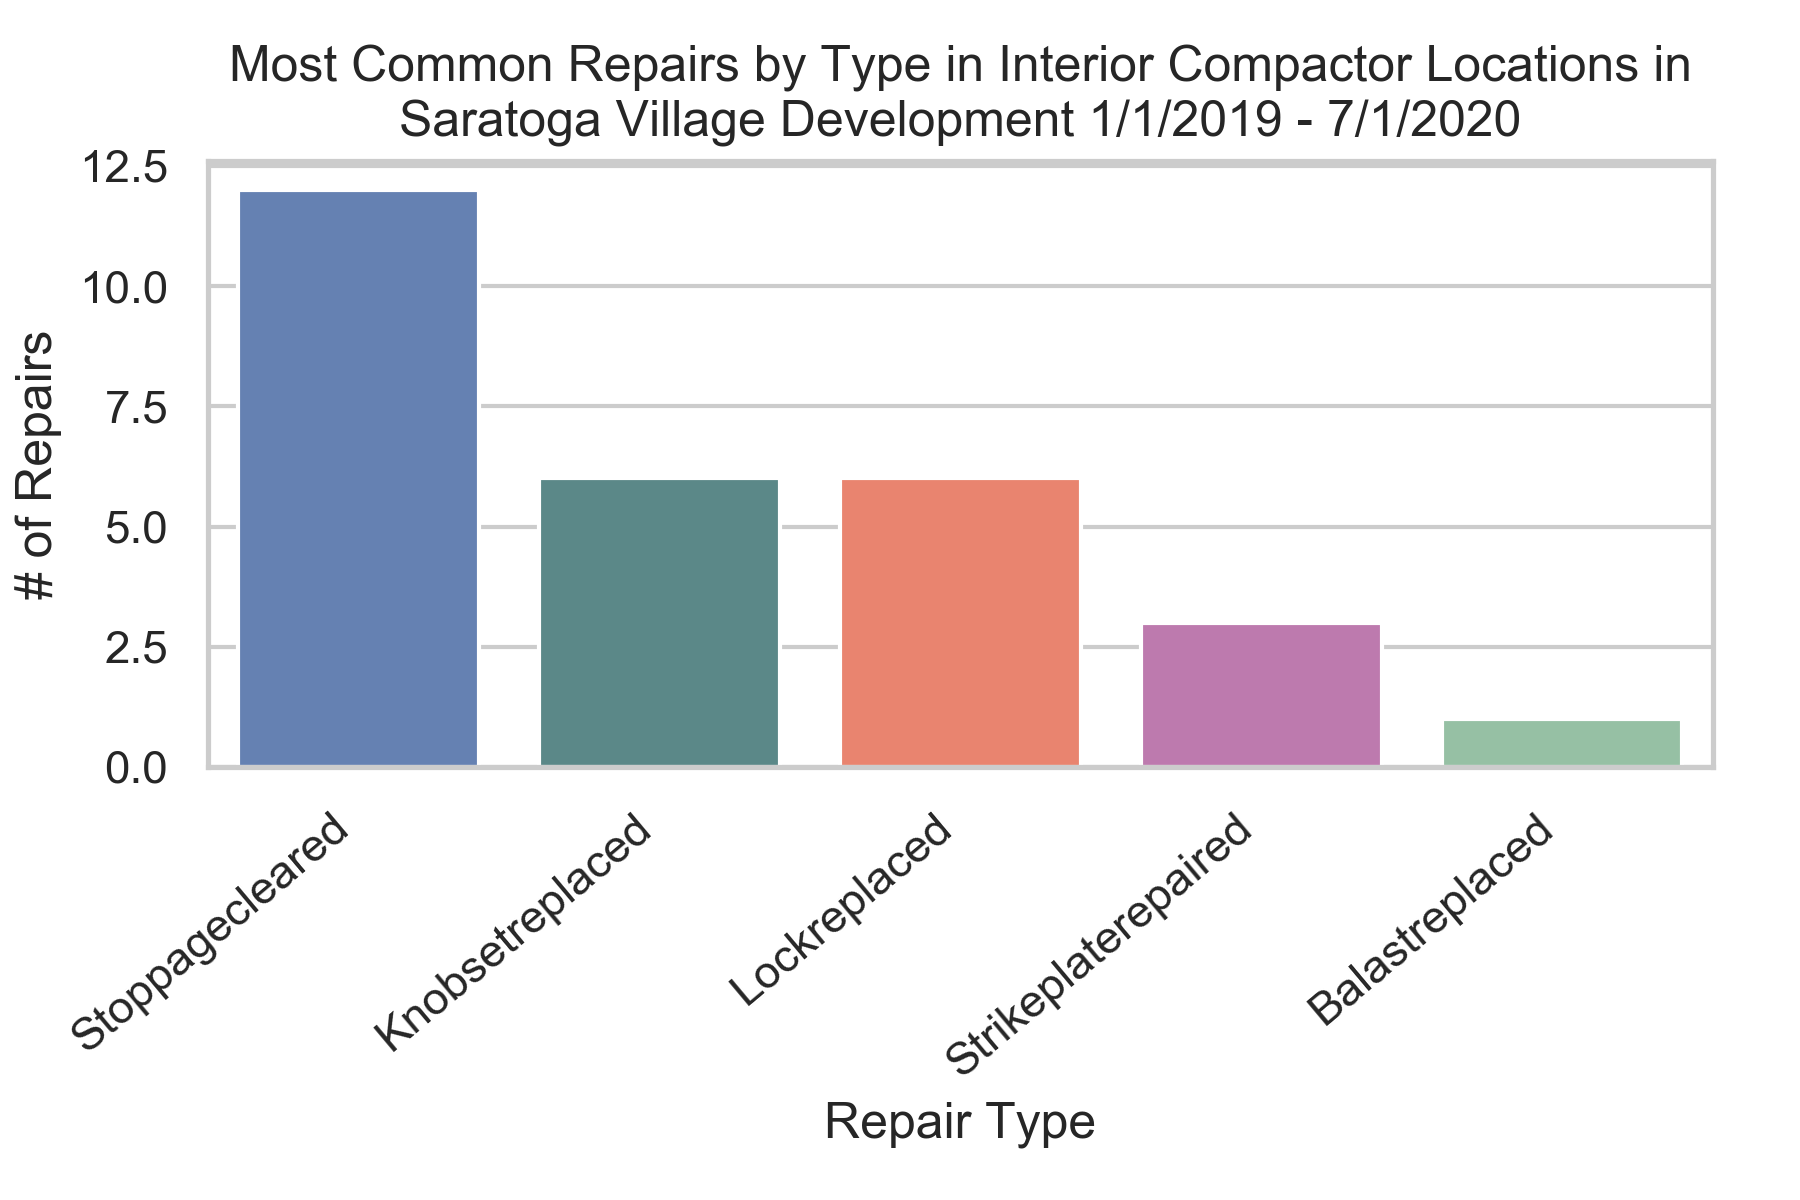 Most Common Repairs by Type in Interior Compactor Locations in
Saratoga Village Development 1/1/2019 - 7/1/2020
12.5
10.0
7.5
5.0
2.5
0.0
# of Repairs
Stoppagecleared
Knobsetreplaced
Lockreplaced
Strikeplaterepaired
Balastreplaced
Repair Type